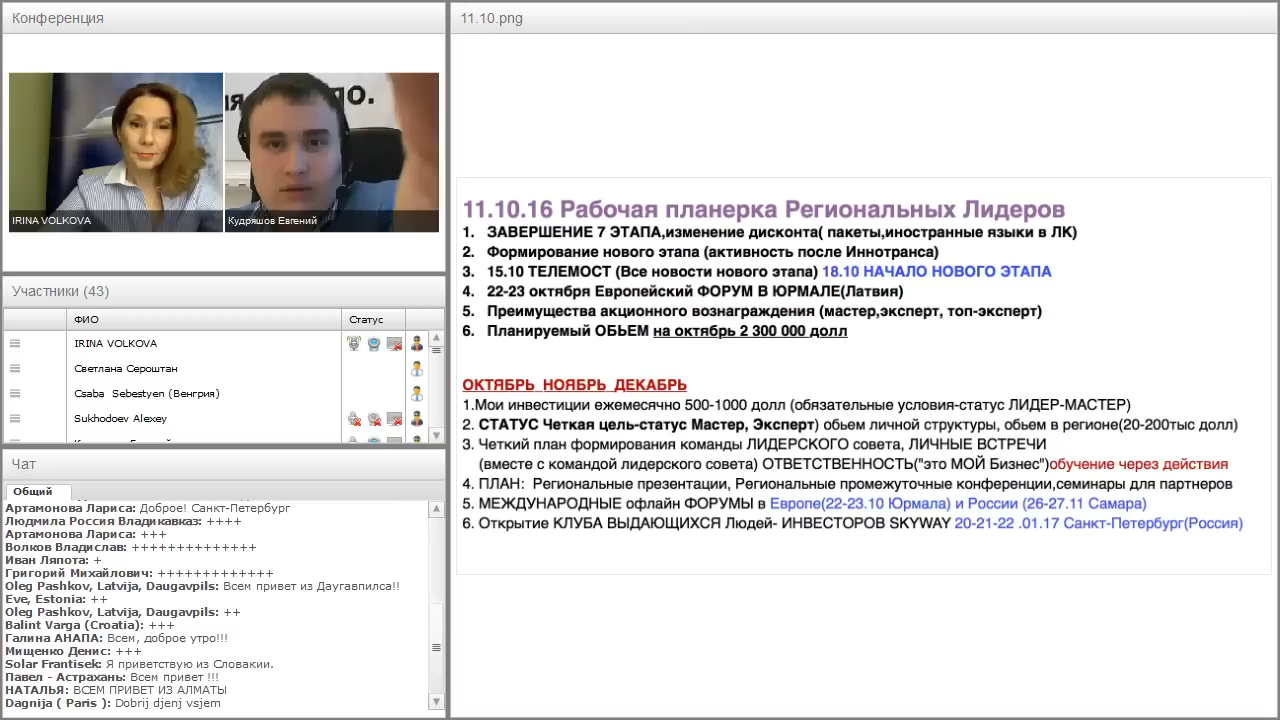 Конференция
ПО.
IRINA VOLKOVA
Кудряшов Евгений
Участники (43)
ФИО
Статус
IRINA VOLKOVA
Светлана Сероштан
Csaba Sebestyen (Венгрия)
Sukhodoev Alexey
Чат
Общий
Артамонова Лариса: Доброе! Санкт-Петербург
Людмила Россия Владикавказ: ++++
Артамонова Лариса: +++
Волков Владислав: ++++++++++++++
Иван Ляпота: +
Григорий Михайлович: +++++++++++++
Oleg Pashkov, Latvija, Daugavpils: Всем привет из Даугавпилса!!
Eve, Estonia: ++
Oleg Pashkov, Latvija, Daugavpils: ++
Balint Varga (Croatia): +++
Галина АНАПА: Всем, доброе утро!!!
Мищенко Денис: +++
Solar Frantisek: Я приветствую из Словакии.
Павел - Астрахань: Всем привет !!!
НАТАЛЬЯ: ВСЕМ ПРИВЕТ ИЗ АЛМАТЫ
Dagnija ( Paris ): Dobrij djenj vsjem
11.10.png
11.10.16 Рабочая планерка Региональных Лидеров
1. ЗАВЕРШЕНИЕ 7 ЭТАПА,изменение дисконта( пакеты,иностранные языки в ЛК)
2. Формирование нового этапа (активность после Иннотранса)
3. 15.10 ТЕЛЕМОСТ (Все новости нового этапа) 18.10 НАЧАЛО НОВОГО ЭТАПА
4. 22-23 октября Европейский ФОРУМ В ЮРМАЛЕ(Латвия)
5. Преимущества акционного вознаграждения (мастер,эксперт, топ-эксперт)
6. Планируемый ОБЬЕМ на октябрь 2 300 000 долл
ОКТЯБРЬ НОЯБРЬ ДЕКАБРЬ
1.Мои инвестиции ежемесячно 500-1000 долл (обязательные условия-статус ЛИДЕР-МАСТЕР)
2. СТАТУС Четкая цель-статус Мастер, Эксперт) обьем личной структуры, обьем в регионе(20-200тыс долл)
3. Четкий план формирования команды ЛИДЕРСКОГО совета, ЛИЧНЫЕ ВСТРЕЧИ
(вместе с командой лидерского совета) ОТВЕТСТВЕННОСТЬ("это МОЙ Бизнес")обучение через действия
4. ПЛАН: Региональные презентации, Региональные промежуточные конференции,семинары для партнеров
5. МЕЖДУНАРОДНЫЕ офлайн ФОРУМЫ в Европе(22-23.10 Юрмала) и России (26-27.11 Самара)
6. Открытие КЛУБА ВЫДАЮЩИХСЯ Людей- ИНВЕСТОРОВ SKYWAY 20-21-22 .01.17 Санкт-Петербург(Россия)